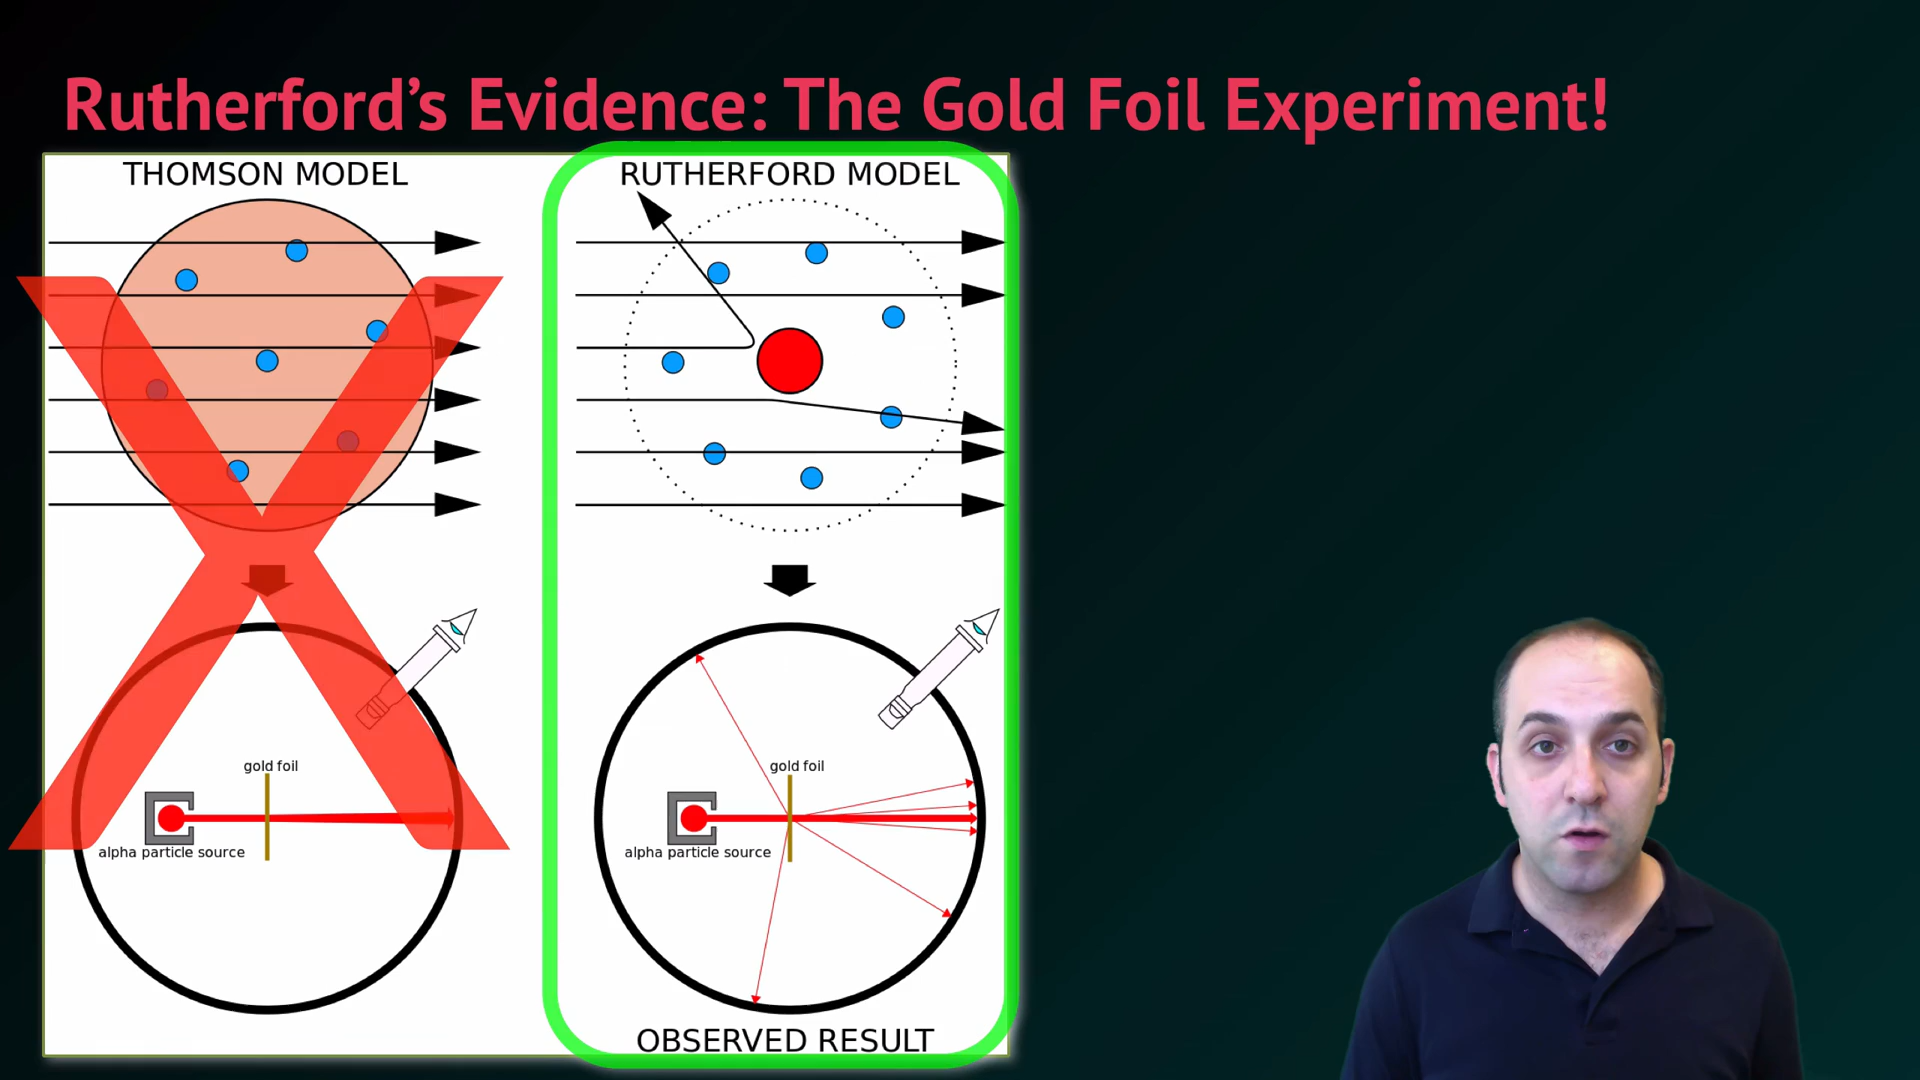 Rutherford’s Evidence: The Gold Foil Experiment!
THOMSON MODEL
gold foil
alpha particle source
RUTHERFORD MODEL
gold foil
alpha particle source
OBSERVED RESULT